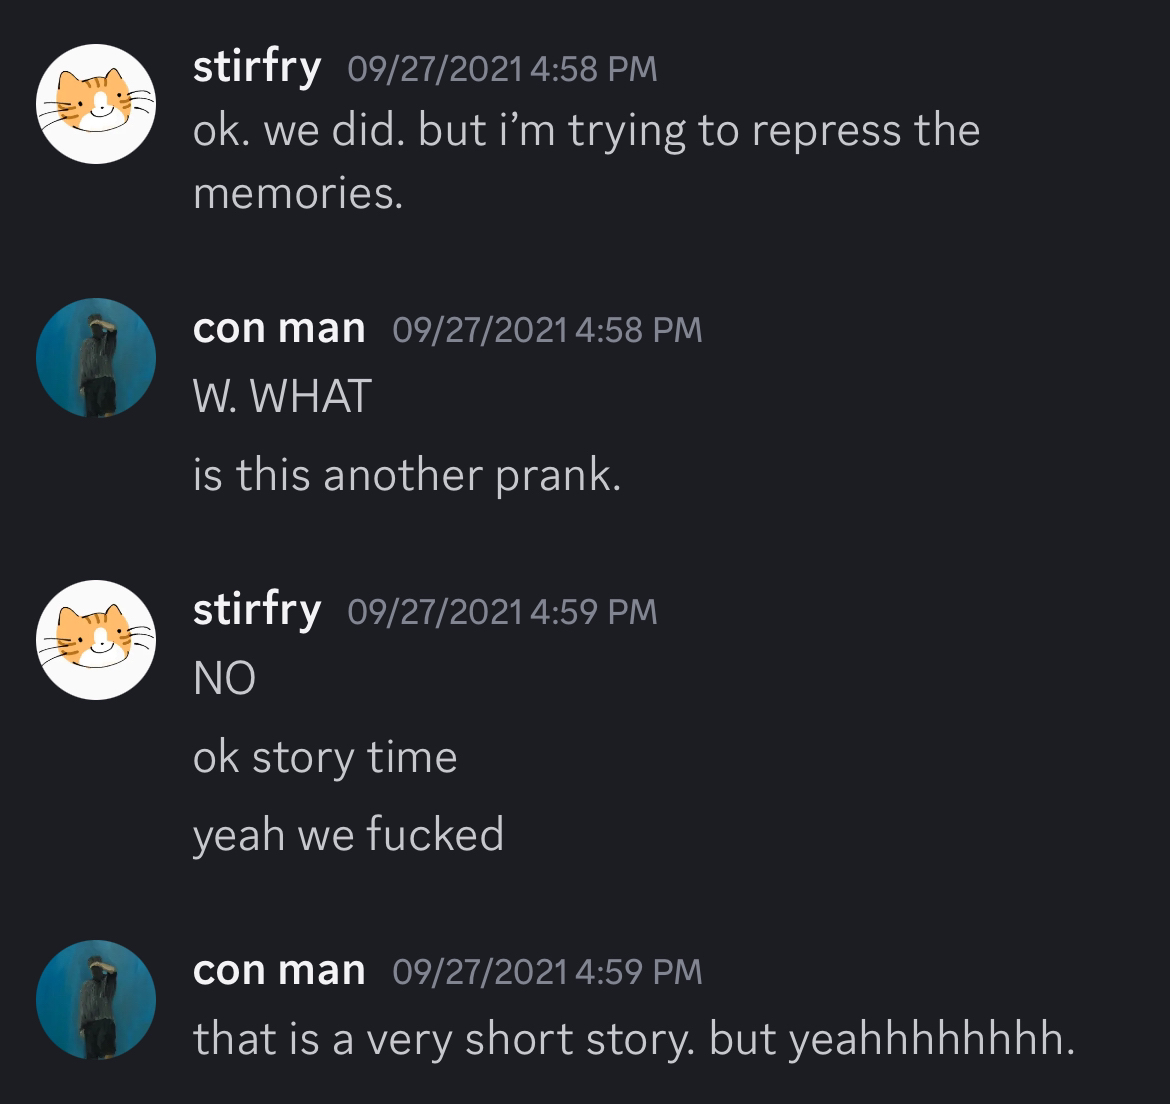 stirfry 09/27/2021 4:58 PM
ok. we did. but i’m trying to repress the
memories.
con man 09/27/2021 4:58 PM
W. WHAT
is this another prank.
stirfry 09/27/2021 4:59 PM
NO
ok story time
yeah we fucked
con man 09/27/2021 4:59 PM
that is a very short story. but yeahhhhhhhhh.